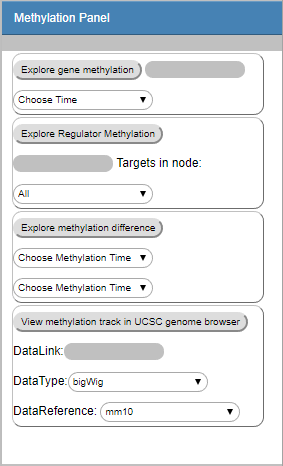 Methylation Panel
Explore gene methylation
Choose Time
Explore Regulator Methylation
Targets in node:
All
Explore methylation difference
Choose Methylation Time
Choose Methylation Time
View methylation track in UCSC genome browser
DataLink:
DataType: bigWig
DataReference: mm10